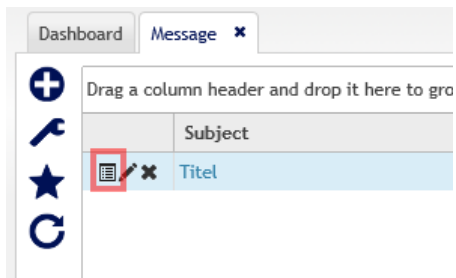 Dashboard Message
Drag a column header and drop it here to gro
Subject
Titel